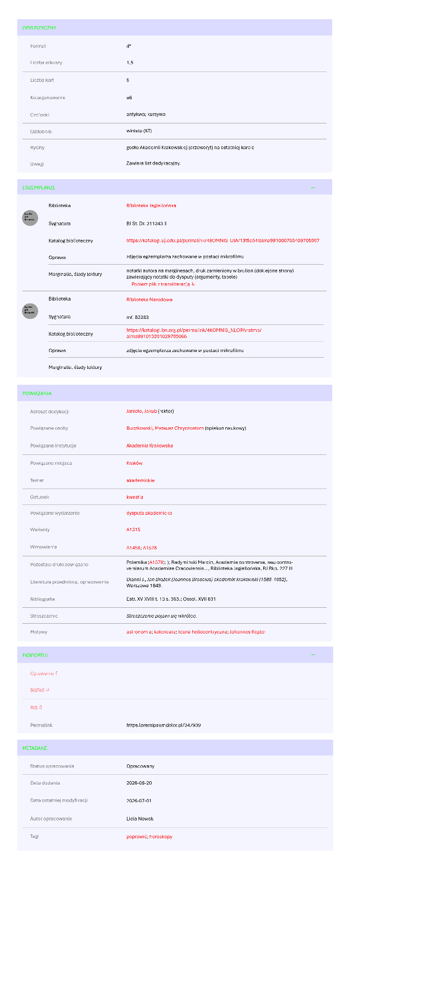 OPIS FIZYCZNY
Format 4°
Liczba arkuszy 1,5
Liczba kart 6
Kolacjonowanie a6
Czcionki antykwa; kursywa
Ozdobniki winieta (KT)
Ryciny godło Akademii Krakowskiej (drzeworyt) na ostatniej karcie
Uwagi Zawiera list dedykacyjny.
EGZEMPLARZE —
Biblioteka Biblioteka Jagiellońska
Sygnatura BJ St. Dr. 311343 II
Katalog biblioteczny https://katalogi.uj.edu.pl/permalink/48OMNIS_UJA/13f5c54/alma991000766409705067
Oprawa zdjęcia egzemplarza zachowane w postaci mikrofilmu
Marginalia, ślady lektury notatki autora na marginesach, druk zamieniony w brulion (doklejone strony)
zawierający notatki do dysputy (argumenty, tabele)
Pobierz plik z transliteracją ⇩
Biblioteka Biblioteka Narodowa
Sygnatura mf. B3383
Katalog biblioteczny https://katalogi.bn.org.pl/permalink/48OMNIS_NLOP/vratmb/
alma991013201029705066
Oprawa zdjęcia egzemplarza zachowane w postaci mikrofilmu
Marginalia, ślady lektury
POWIĄZANIA
Adresat dedykacji Janidło, Jakub (rektor)
Powiązane osoby Buczkowski, Mateusz Chryzostom (opiekun naukowy)
Powiązane instytucje Akademia Krakowska
Powiązane miejsca Kraków
Temat akademickie
Gatunek kwestia
Powiązane wydarzenie dysputa akademicka
Warianty A1315
Wznowienia A1456; A1578
Pozostałe druki powiązane Polemika (A1378); ); Radymiński Marcin, Academia controversa, seu contro-
versiarum Academiae Cracoviensis..., Biblioteka Jagiellońska, BJ Rkp. 227 III
Literatura przedmiotu, opracowania Dianni J., Jan Brożek (Joannes Broscius) akademik krakowski (1585–1652),
Warszawa 1949.
Bibliografie Estr. XV-XVIII t. 13 s. 365.; Ossol. XVII 831
Streszczenie Streszczenie pojawi się wkrótce.
Motywy astronomia; kalendarz; teoria heliocentryczna; Johannes Kepler
EKSPORTUJ —
Cytowanie ⇩
BibTeX ⇩
RIS ⇩
Permalink https.loremipsumdolor.pl/347939
METADANE —
Status opracowania Opracowany
Data dodania 2026-06-20
Data ostatniej modyfikacji 2026-07-01
Autor opracowania Lidia Nowak
Tagi poprawić; horoskopy